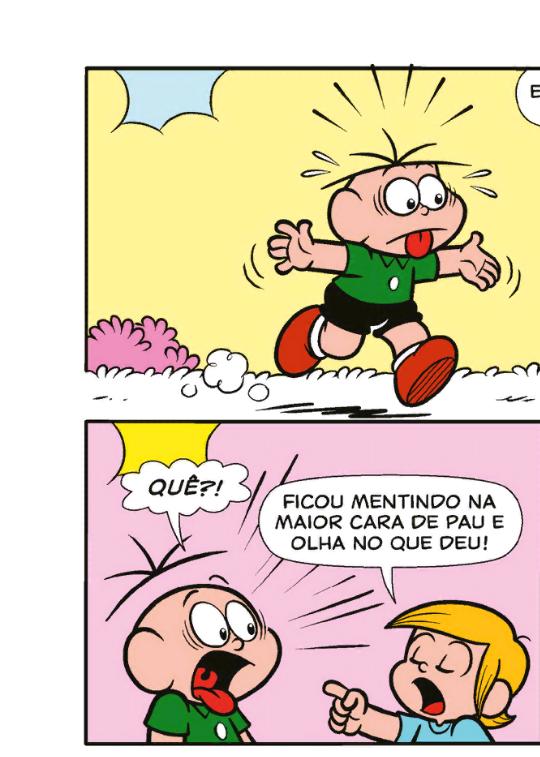 E
QUÊ?!
FICOU MENTINDO NA
MAIOR CARA DE PAU E
OLHA NO QUE DEU!